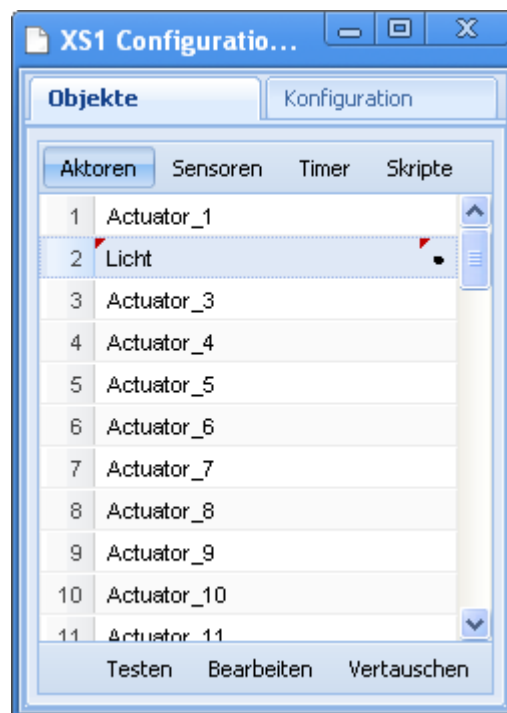 XS1 Configuratio...
Objekte Konfiguration
Aktoren Sensoren Timer Skripte
1 Actuator_1
2 Licht
3 Actuator_3
4 Actuator_4
5 Actuator_5
6 Actuator_6
7 Actuator_7
8 Actuator_8
9 Actuator_9
10 Actuator_10
11 Actuator_11
Testen Bearbeiten Vertauschen